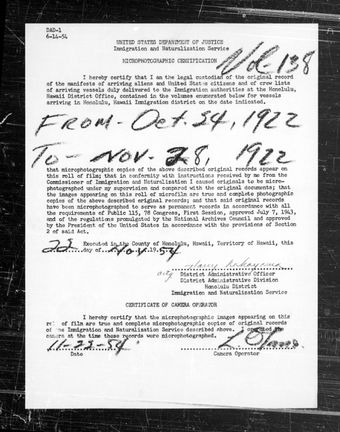 DAD-1
6-14-54
UNITED STATES DEPARTMENT OF JUSTICE
Immigration and Naturalization Service
MICROPHOTOGRAPHIC CERTIFICATION
Vol. 138
I hereby certify that I am the legal custodian of the original record
of the manifests of arriving aliens and United States citizens and of crew lists
of arriving vessels duly delivered to the Immigration authorities at the Honolulu,
Hawaii District Office, contained in the volumes enumerated below for vessels
arriving in Honolulu, Hawaii Immigration district on the date indicated.
FROM - Oct. 24, 1922
To - NOV. 28, 1922
that microphotographic copies of the above described original records appear on
this roll of film; that in conformity with instructions received by me from the
Commissioner of Immigration and Naturalization I caused originals to be micro-
photographed under my supervision and compared with the original documents; that
the images appearing on this roll of microfilm are true and complete photographic
copies of the above described original records; and that said original records
have been microphotographed to serve as permanent records in accordance with all
the requirements of Public 115, 78 Congress, First Session, approved July 7, 1943,
and of the regulations promulgated by the National Archives Council and approved
by the President of the United States in accordance with the provisions of Section
2 of said Act.
Executed in the County of Honolulu, Hawaii, Territory of Hawaii, this
22 day of Nov. 1954
District Administrative Officer
District Administrative Division
Honolulu District
Immigration and Naturalization Service
CERTIFICATE OF CAMERA OPERATOR
I hereby certify that the microphotographic images appearing on this
roll of film are true and complete microphotographic copies of original records
of the Immigration and Naturalization Service described above. I operated the
camera at the time these records were microphotographed.
11-22-54
Date Camera Operator